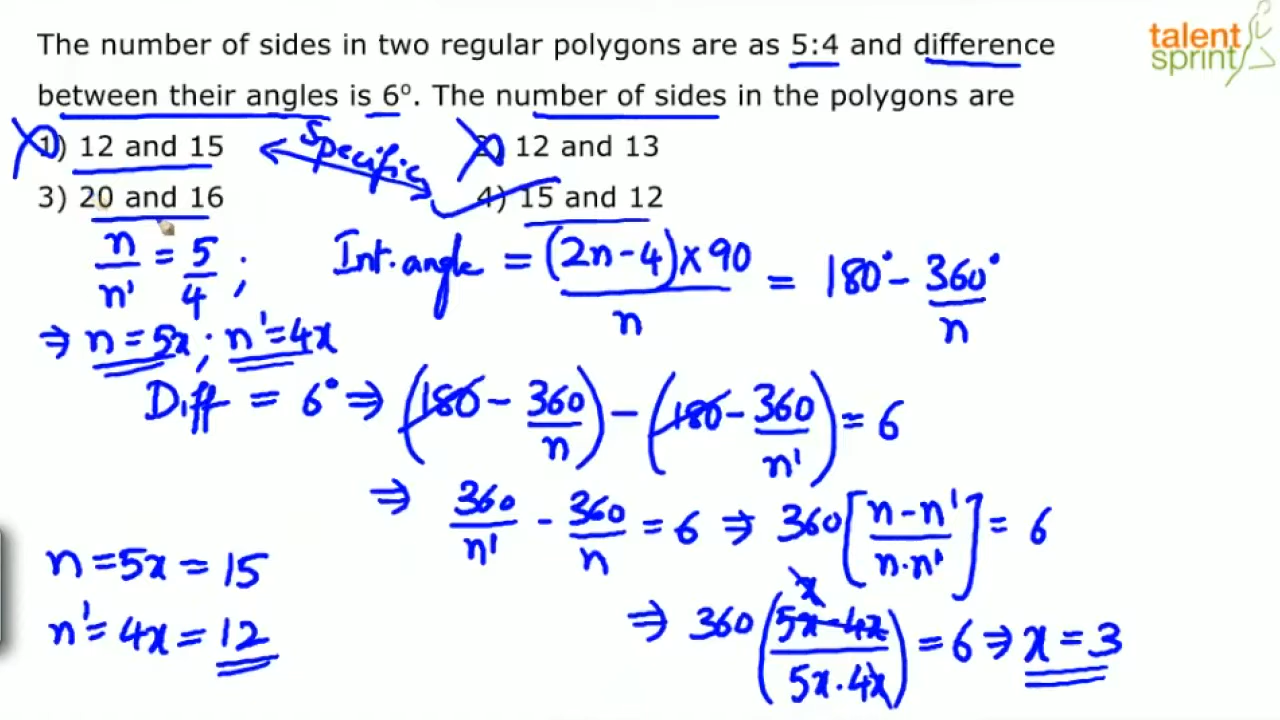 The number of sides in two regular polygons are as 5:4 and difference
between their angles is 6º. The number of sides in the polygons are
1) 12 and 15
2) 12 and 13
3) 20 and 16
4) 15 and 12
Specific
talent
sprint
n/n' = 5/4 ;
Int. angle = (2n-4)×90/n = 180° - 360°/n
⇒ n = 5x ; n' = 4x
Diff = 6° ⇒ (180 - 360/n) - (180 - 360/n') = 6
⇒ 360/n' - 360/n = 6 ⇒ 360[n-n'/n.n'] = 6
n = 5x = 15
n' = 4x = 12
x
⇒ 360(5x-4x/5x.4x) = 6 ⇒ x = 3